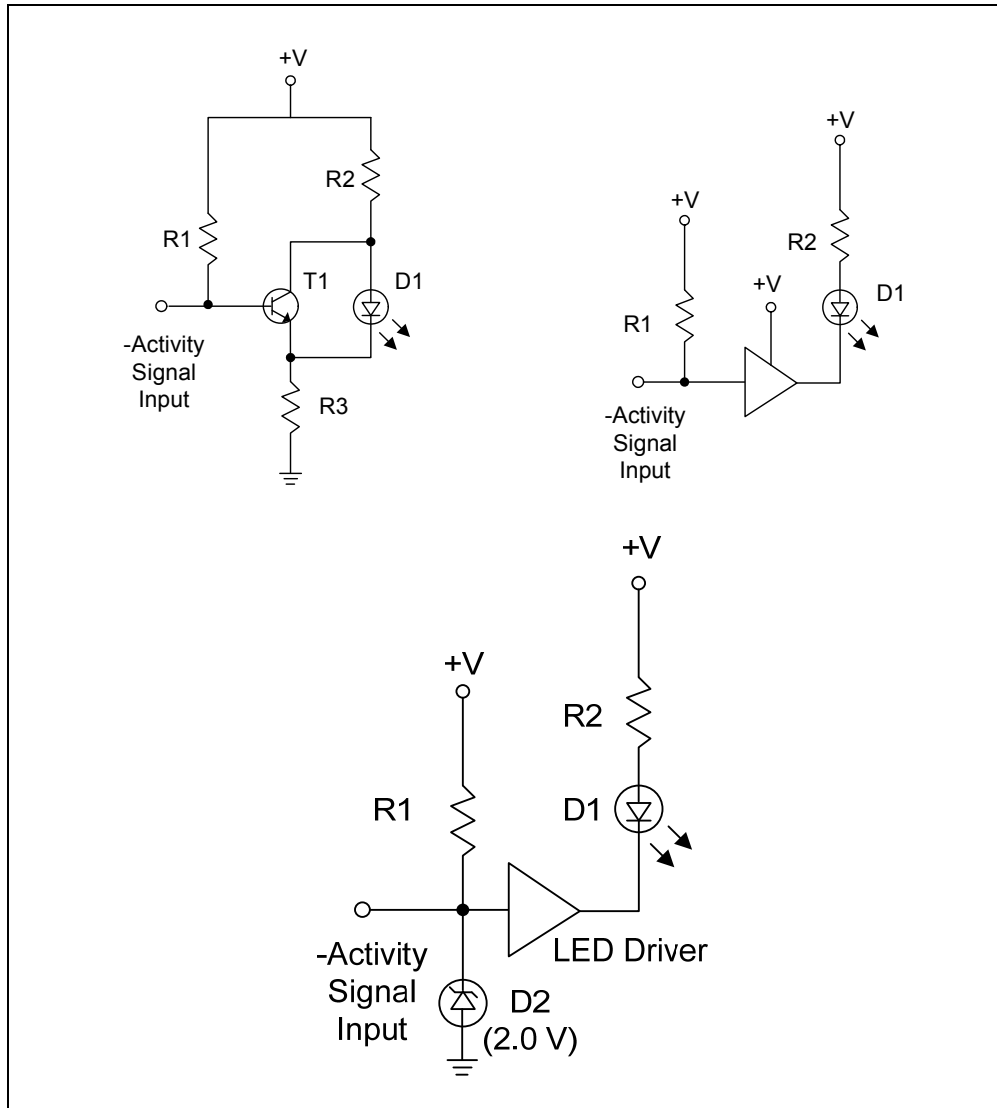 +V
R2
R1
T1
D1
-Activity
Signal
Input
R3
+V
+V
R2
+V
D1
R1
-Activity
Signal
Input
+V
+V
R2
R1
D1
LED Driver
-Activity
Signal
Input
D2
(2.0 V)